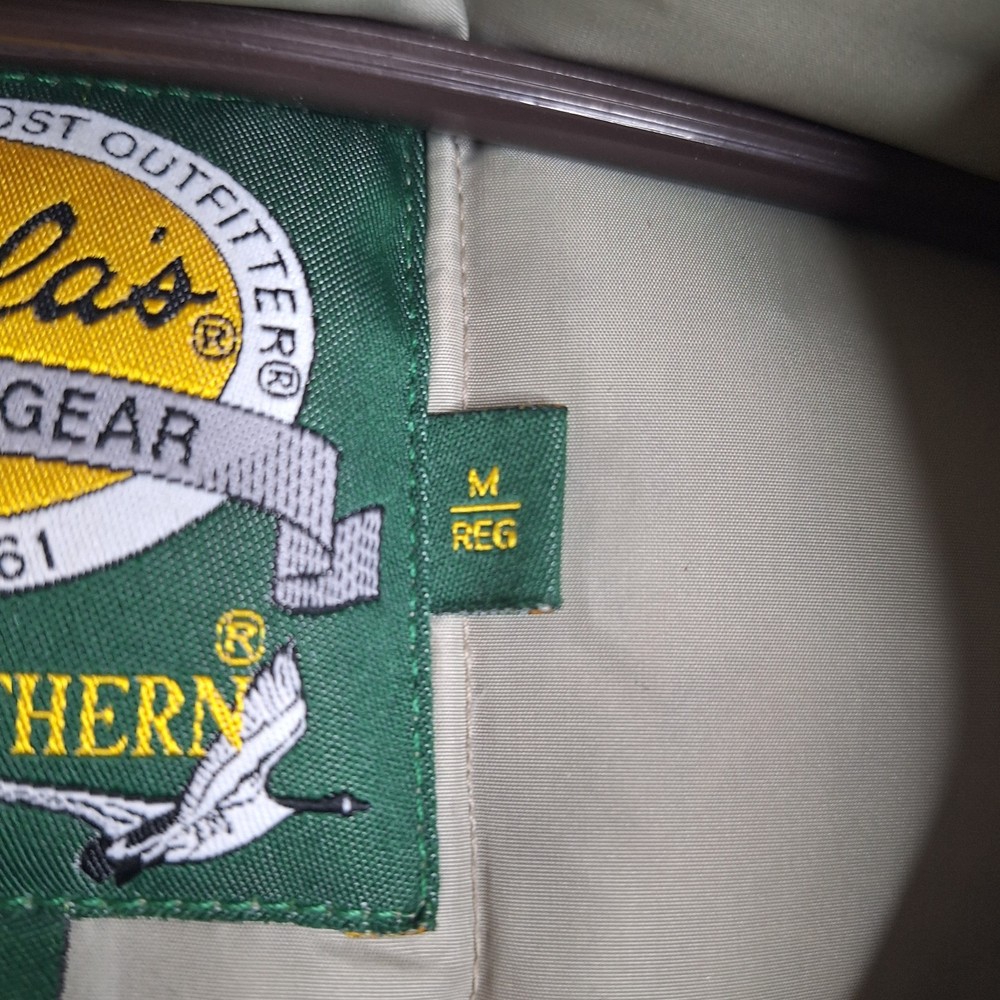 OST OUTFITTER®
la's®
GEAR
61
THERN®
M
REG